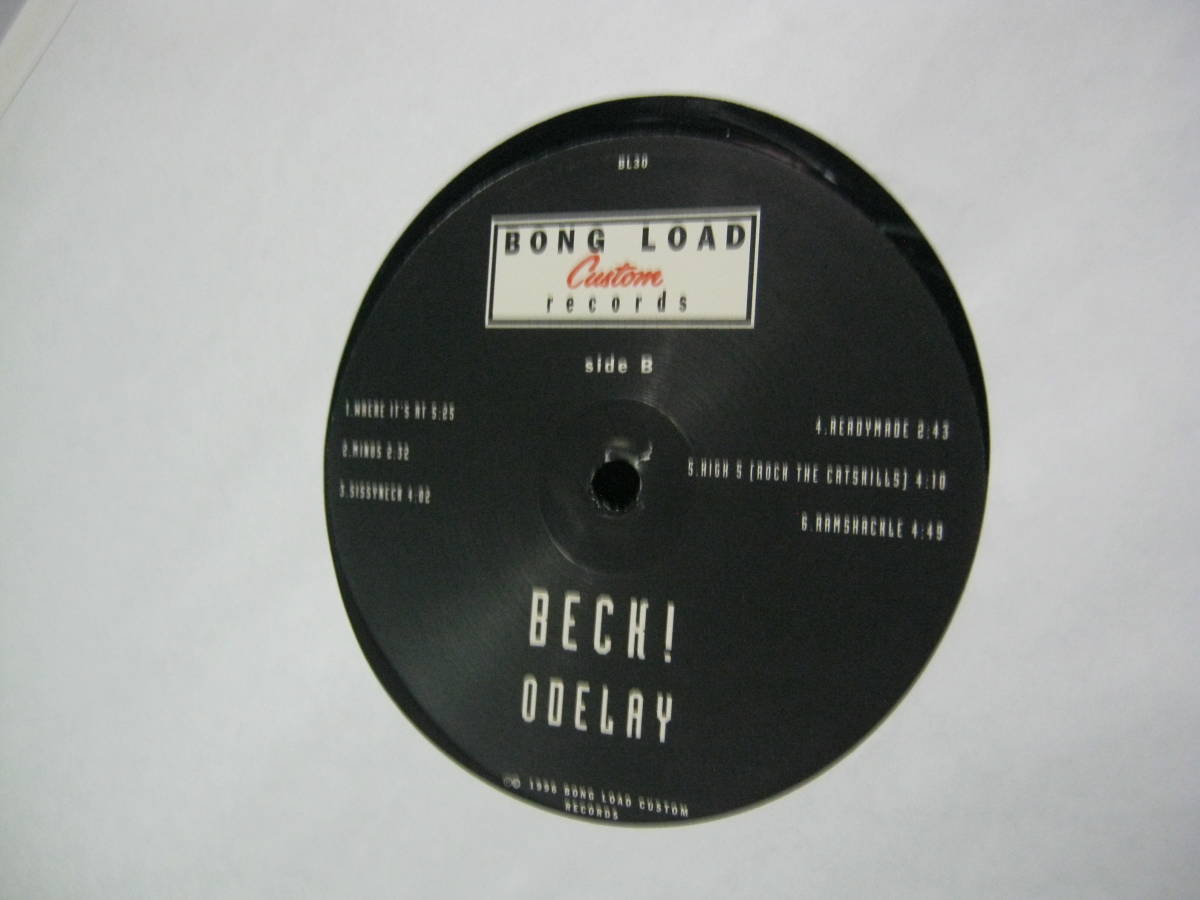 BL30
BONG LOAD
Custom
records
side B
1.WHERE IT'S AT 5:25
2.MINUS 2:32
3.SISSYNECK 4:02
4.READYMADE 2:43
5.HIGH 5 (ROCK THE CATSKILLS) 4:10
6.RAMSHACKLE 4:49
BECK!
ODELAY
℗© 1996 BONG LOAD CUSTOM
RECORDS